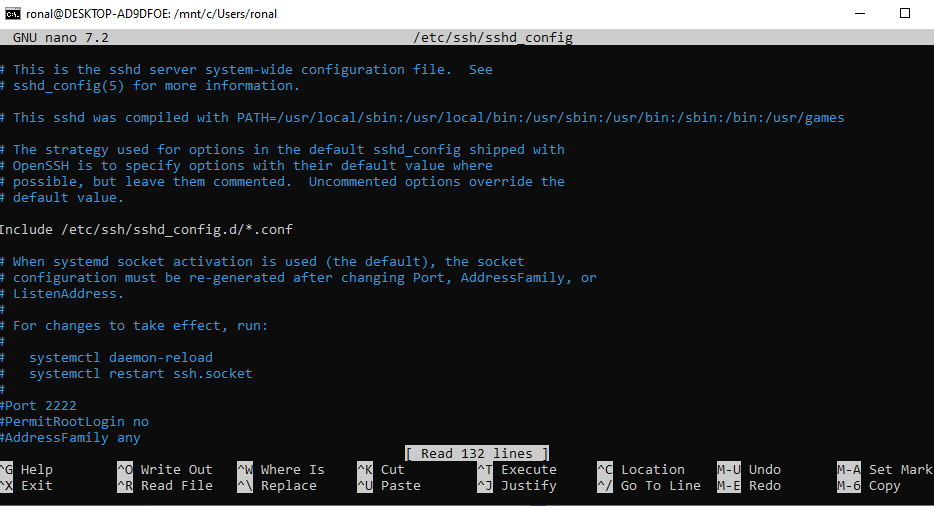 ronal@DESKTOP-AD9DFOE: /mnt/c/Users/ronal
GNU nano 7.2 /etc/ssh/sshd_config
# This is the sshd server system-wide configuration file.  See
# sshd_config(5) for more information.
# This sshd was compiled with PATH=/usr/local/sbin:/usr/local/bin:/usr/sbin:/usr/bin:/sbin:/bin:/usr/games
# The strategy used for options in the default sshd_config shipped with
# OpenSSH is to specify options with their default value where
# possible, but leave them commented.  Uncommented options override the
# default value.
Include /etc/ssh/sshd_config.d/*.conf
# When systemd socket activation is used (the default), the socket
# configuration must be re-generated after changing Port, AddressFamily, or
# ListenAddress.
#
# For changes to take effect, run:
#
#   systemctl daemon-reload
#   systemctl restart ssh.socket
#
#Port 2222
#PermitRootLogin no
#AddressFamily any
[ Read 132 lines ]
^G Help ^O Write Out ^W Where Is ^K Cut ^T Execute ^C Location M-U Undo M-A Set Mark
^X Exit ^R Read File ^\ Replace ^U Paste ^J Justify ^/ Go To Line M-E Redo M-6 Copy